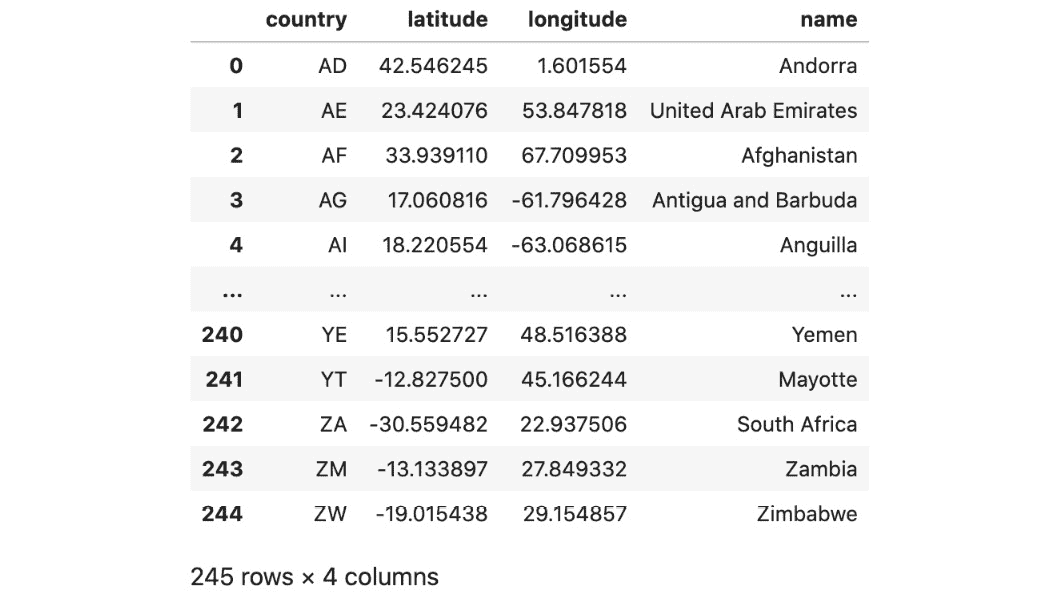 country latitude longitude name
0 AD 42.546245 1.601554 Andorra
1 AE 23.424076 53.847818 United Arab Emirates
2 AF 33.939110 67.709953 Afghanistan
3 AG 17.060816 -61.796428 Antigua and Barbuda
4 AI 18.220554 -63.068615 Anguilla
... ... ... ... ...
240 YE 15.552727 48.516388 Yemen
241 YT -12.827500 45.166244 Mayotte
242 ZA -30.559482 22.937506 South Africa
243 ZM -13.133897 27.849332 Zambia
244 ZW -19.015438 29.154857 Zimbabwe
245 rows × 4 columns